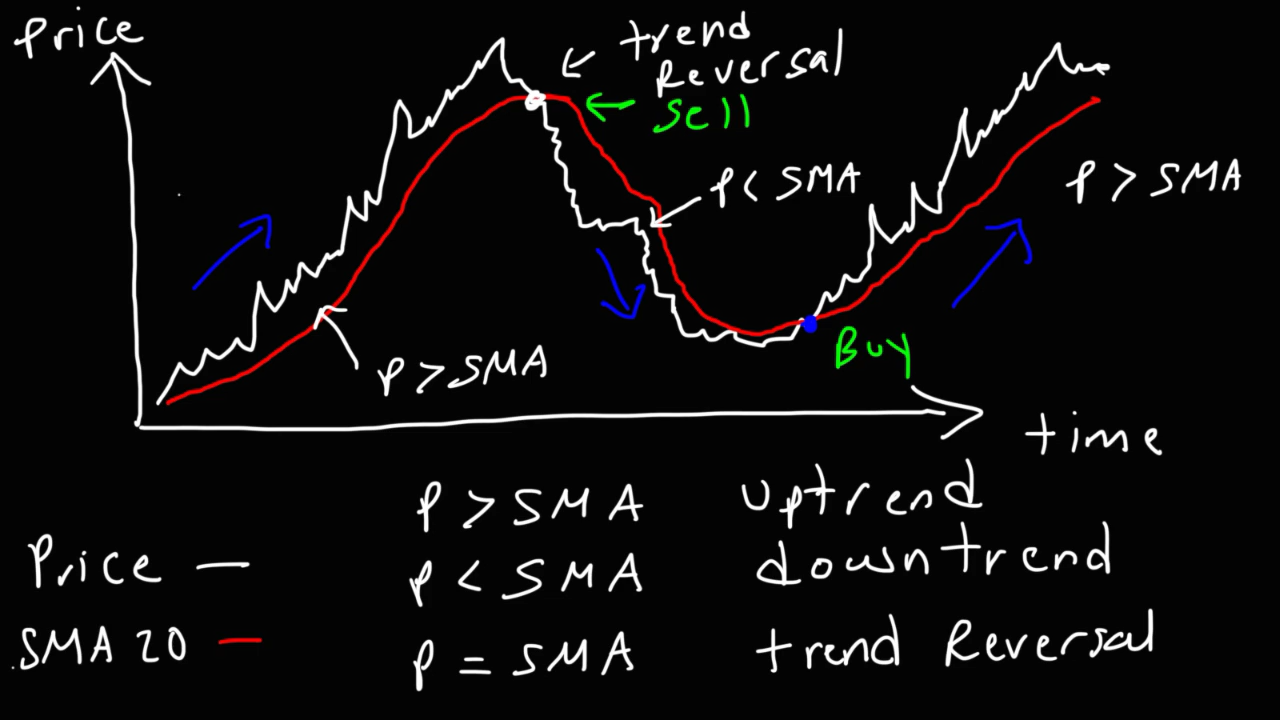 Price
trend
Reversal
Sell
P < SMA
P > SMA
Buy
P > SMA
time
P > SMA uptrend
Price — P < SMA downtrend
SMA 20 — P = SMA trend Reversal